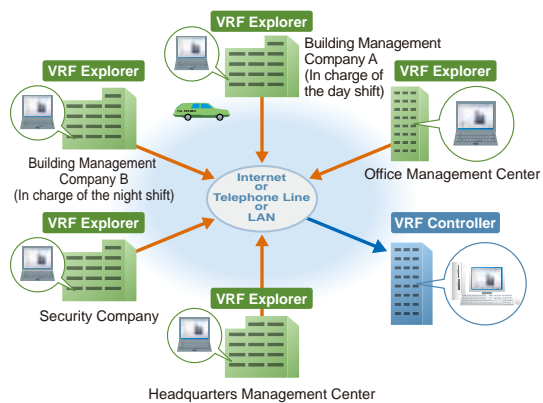 VRF Explorer
Building Management
Company A
(In charge of
the day shift)
VRF Explorer
Building Management
Company B
(In charge of the night shift)
VRF Explorer
Office Management Center
Internet
or
Telephone Line
or
LAN
VRF Explorer
Security Company
VRF Controller
VRF Explorer
Headquarters Management Center